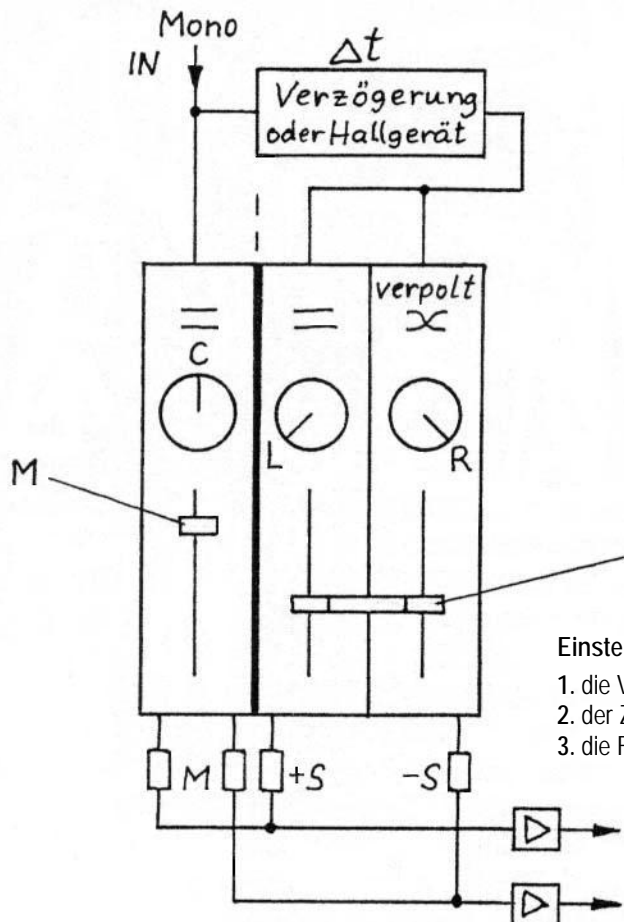 Mono
IN
Δt
Verzögerung
oder Hallgerät
verpolt
C
L
R
M
Einste
1. die V
2. der Z
3. die F
M
+S
-S